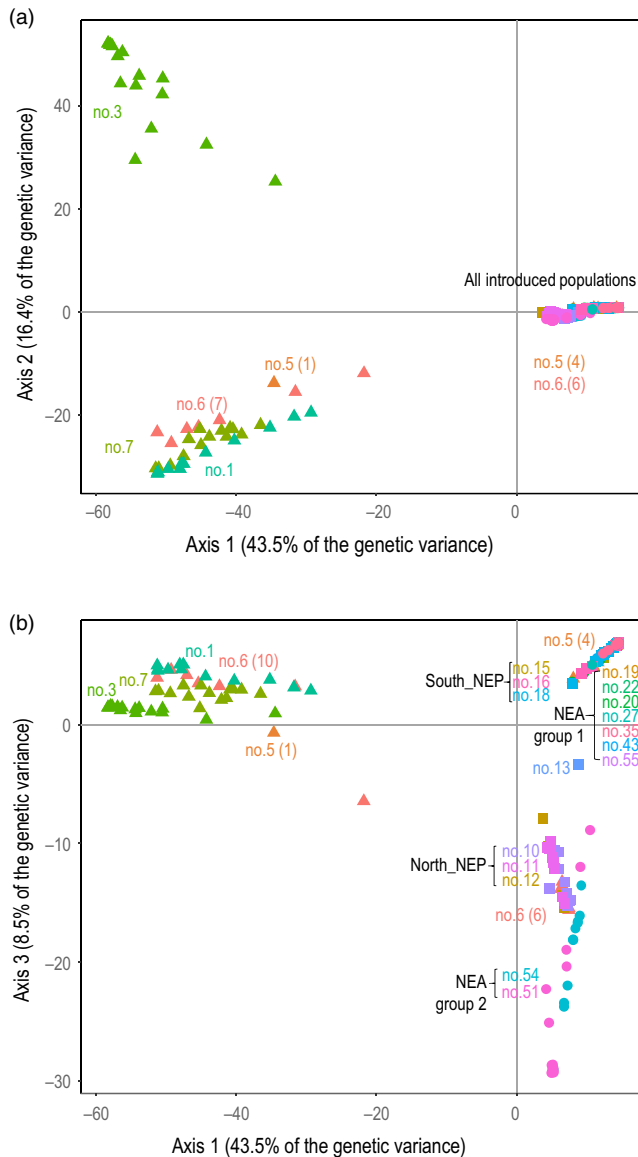 (a)
40
20
0
−20
−60
−40
−20
0
Axis 2 (16.4% of the genetic variance)
Axis 1 (43.5% of the genetic variance)
no.3
All introduced populations
no.5 (1)
no.5 (4)
no.6 (7)
no.6.(6)
no.7
no.1
(b)
0
−10
−20
−30
−60
−40
−20
0
Axis 3 (8.5% of the genetic variance)
Axis 1 (43.5% of the genetic variance)
no.1
no.5 (4)
no.7
no.6 (10)
no.3
no.5 (1)
South_NEP
no.15
no.16
no.18
NEA
group 1
no.19
no.22
no.20
no.27
no.35
no.43
no.55
no.13
North_NEP
no.10
no.11
no.12
no.6 (6)
NEA
group 2
no.54
no.51